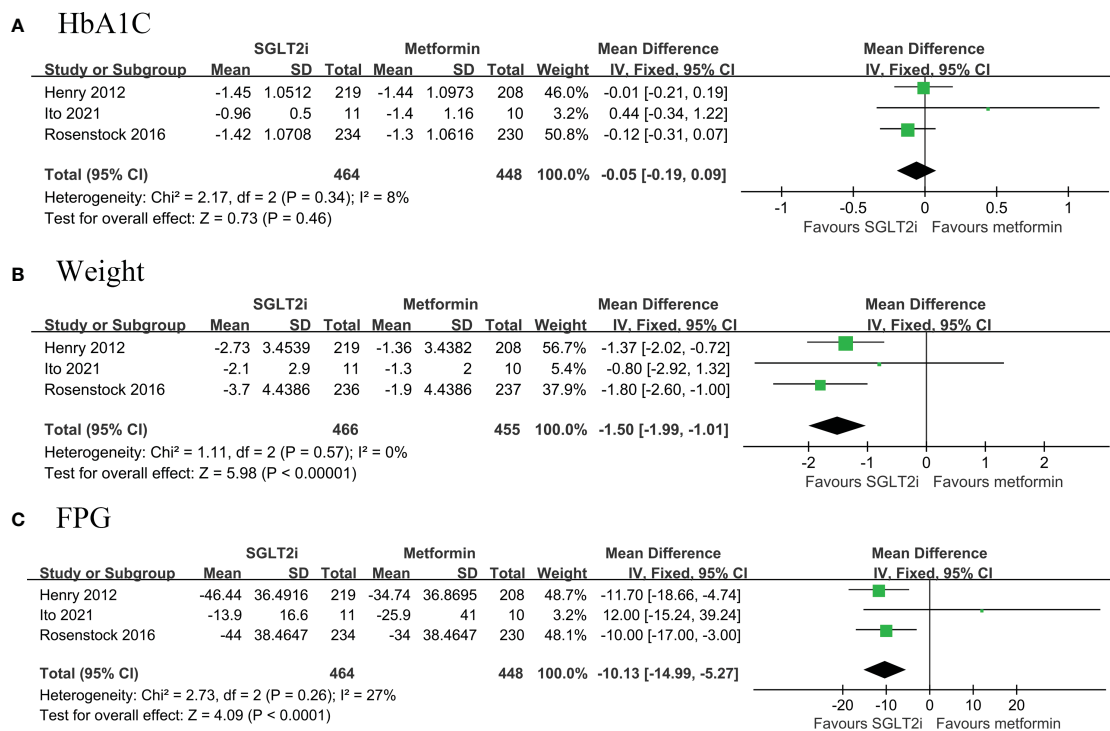 A HbA1C
SGLT2i Metformin Mean Difference Mean Difference
Study or Subgroup Mean SD Total Mean SD Total Weight IV, Fixed, 95% CI IV, Fixed, 95% CI
Henry 2012 -1.45 1.0512 219 -1.44 1.0973 208 46.0% -0.01 [-0.21, 0.19]
Ito 2021 -0.96 0.5 11 -1.4 1.16 10 3.2% 0.44 [-0.34, 1.22]
Rosenstock 2016 -1.42 1.0708 234 -1.3 1.0616 230 50.8% -0.12 [-0.31, 0.07]
Total (95% CI) 464 448 100.0% -0.05 [-0.19, 0.09]
Heterogeneity: Chi² = 2.17, df = 2 (P = 0.34); I² = 8%
Test for overall effect: Z = 0.73 (P = 0.46)
-1 -0.5 0 0.5 1
Favours SGLT2i Favours metformin
B Weight
SGLT2i Metformin Mean Difference Mean Difference
Study or Subgroup Mean SD Total Mean SD Total Weight IV, Fixed, 95% CI IV, Fixed, 95% CI
Henry 2012 -2.73 3.4539 219 -1.36 3.4382 208 56.7% -1.37 [-2.02, -0.72]
Ito 2021 -2.1 2.9 11 -1.3 2 10 5.4% -0.80 [-2.92, 1.32]
Rosenstock 2016 -3.7 4.4386 236 -1.9 4.4386 237 37.9% -1.80 [-2.60, -1.00]
Total (95% CI) 466 455 100.0% -1.50 [-1.99, -1.01]
Heterogeneity: Chi² = 1.11, df = 2 (P = 0.57); I² = 0%
Test for overall effect: Z = 5.98 (P < 0.00001)
-2 -1 0 1 2
Favours SGLT2i Favours metformin
C FPG
SGLT2i Metformin Mean Difference Mean Difference
Study or Subgroup Mean SD Total Mean SD Total Weight IV, Fixed, 95% CI IV, Fixed, 95% CI
Henry 2012 -46.44 36.4916 219 -34.74 36.8695 208 48.7% -11.70 [-18.66, -4.74]
Ito 2021 -13.9 16.6 11 -25.9 41 10 3.2% 12.00 [-15.24, 39.24]
Rosenstock 2016 -44 38.4647 234 -34 38.4647 230 48.1% -10.00 [-17.00, -3.00]
Total (95% CI) 464 448 100.0% -10.13 [-14.99, -5.27]
Heterogeneity: Chi² = 2.73, df = 2 (P = 0.26); I² = 27%
Test for overall effect: Z = 4.09 (P < 0.0001)
-20 -10 0 10 20
Favours SGLT2i Favours metformin